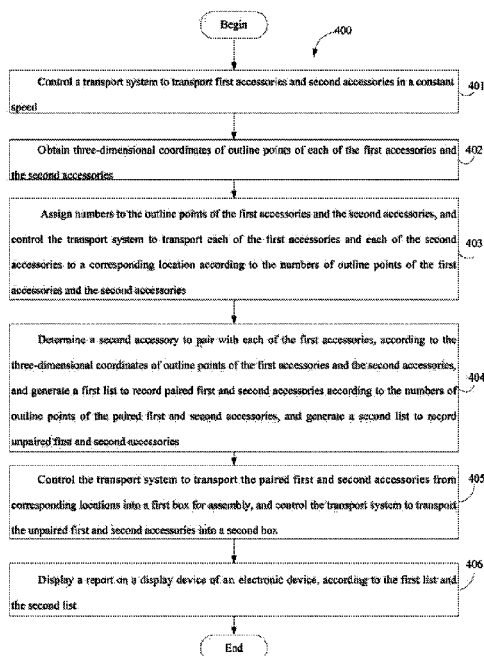 Begin
400
Control a transport system to transport first accessories and second accessories in a constant
speed
401
Obtain three-dimensional coordinates of outline points of each of the first accessories and
the second accessories
402
Assign numbers to the outline points of the first accessories and the second accessories, and
control the transport system to transport each of the first accessories and each of the second
accessories to a corresponding location according to the numbers of outline points of the first
accessories and the second accessories
403
Determine a second accessory to pair with each of the first accessories, according to the
three-dimensional coordinates of outline points of the first accessories and the second accessories,
and generate a first list to record paired first and second accessories according to the numbers of
outline points of the paired first and second accessories, and generate a second list to record
unpaired first and second accessories
404
Control the transport system to transport the paired first and second accessories from
corresponding locations into a first box for assembly, and control the transport system to transport
the unpaired first and second accessories into a second box
405
Display a report on a display device of an electronic device, according to the first list and
the second list
406
End